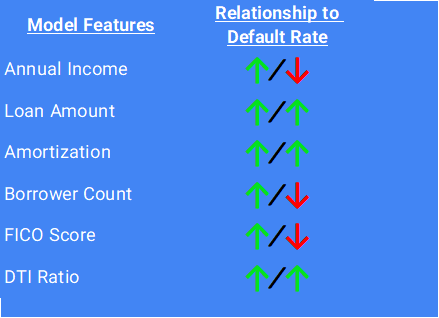 Model Features
Relationship to
Default Rate
Annual Income ↑/↓
Loan Amount ↑/↑
Amortization ↑/↑
Borrower Count ↑/↓
FICO Score ↑/↓
DTI Ratio ↑/↑